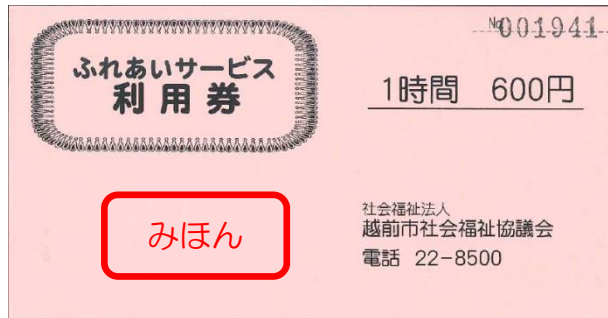 №001941
ふれあいサービス
利用券
1時間 600円
みほん
社会福祉法人
越前市社会福祉協議会
電話 22-8500